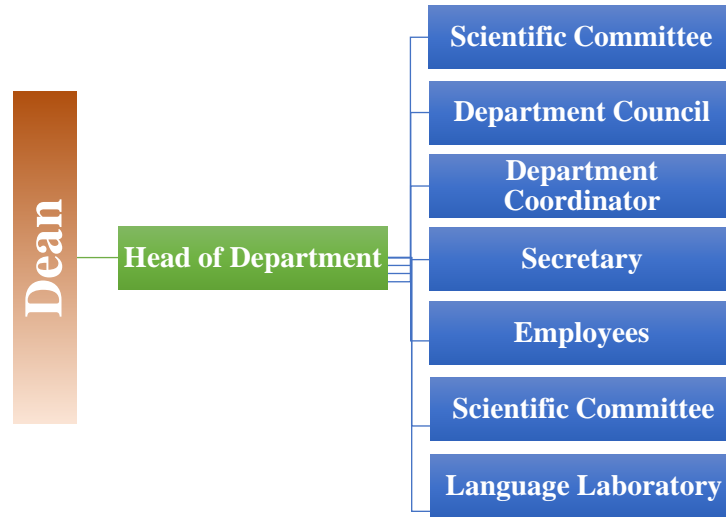 Dean
Head of Department
Scientific Committee
Department Council
Department
Coordinator
Secretary
Employees
Scientific Committee
Language Laboratory